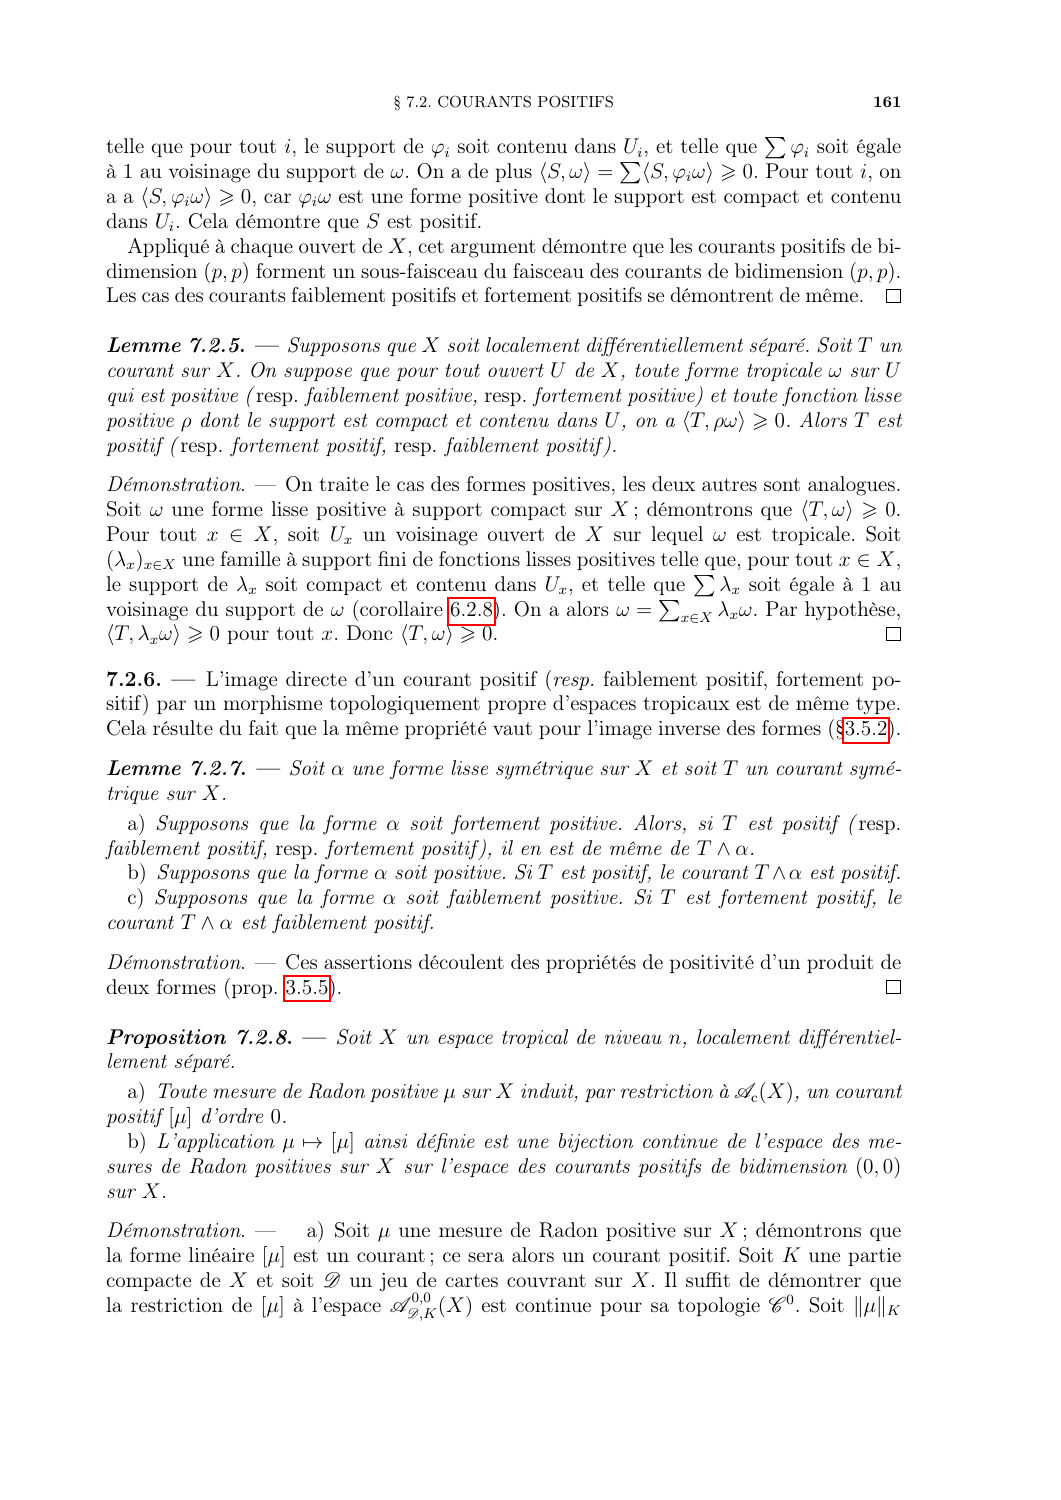 § 7.2. COURANTS POSITIFS 161
telle que pour tout i, le support de φᵢ soit contenu dans Uᵢ, et telle que ∑ φᵢ soit égale
à 1 au voisinage du support de ω. On a de plus ⟨S, ω⟩ = ∑⟨S, φᵢω⟩ ⩾ 0. Pour tout i, on
a a ⟨S, φᵢω⟩ ⩾ 0, car φᵢω est une forme positive dont le support est compact et contenu
dans Uᵢ. Cela démontre que S est positif.
Appliqué à chaque ouvert de X, cet argument démontre que les courants positifs de bi-
dimension (p, p) forment un sous-faisceau du faisceau des courants de bidimension (p, p).
Les cas des courants faiblement positifs et fortement positifs se démontrent de même. □
Lemme 7.2.5. — Supposons que X soit localement différentiellement séparé. Soit T un
courant sur X. On suppose que pour tout ouvert U de X, toute forme tropicale ω sur U
qui est positive (resp. faiblement positive, resp. fortement positive) et toute fonction lisse
positive ρ dont le support est compact et contenu dans U, on a ⟨T, ρω⟩ ⩾ 0. Alors T est
positif (resp. fortement positif, resp. faiblement positif).
Démonstration. — On traite le cas des formes positives, les deux autres sont analogues.
Soit ω une forme lisse positive à support compact sur X ; démontrons que ⟨T, ω⟩ ⩾ 0.
Pour tout x ∈ X, soit Uₓ un voisinage ouvert de X sur lequel ω est tropicale. Soit
(λₓ)ₓ∈X une famille à support fini de fonctions lisses positives telle que, pour tout x ∈ X,
le support de λₓ soit compact et contenu dans Uₓ, et telle que ∑ λₓ soit égale à 1 au
voisinage du support de ω (corollaire 6.2.8). On a alors ω = ∑ₓ∈X λₓω. Par hypothèse,
⟨T, λₓω⟩ ⩾ 0 pour tout x. Donc ⟨T, ω⟩ ⩾ 0. □
7.2.6. — L'image directe d'un courant positif (resp. faiblement positif, fortement po-
sitif) par un morphisme topologiquement propre d'espaces tropicaux est de même type.
Cela résulte du fait que la même propriété vaut pour l'image inverse des formes (§3.5.2).
Lemme 7.2.7. — Soit α une forme lisse symétrique sur X et soit T un courant symé-
trique sur X.
a) Supposons que la forme α soit fortement positive. Alors, si T est positif (resp.
faiblement positif, resp. fortement positif), il en est de même de T ∧ α.
b) Supposons que la forme α soit positive. Si T est positif, le courant T ∧ α est positif.
c) Supposons que la forme α soit faiblement positive. Si T est fortement positif, le
courant T ∧ α est faiblement positif.
Démonstration. — Ces assertions découlent des propriétés de positivité d'un produit de
deux formes (prop. 3.5.5). □
Proposition 7.2.8. — Soit X un espace tropical de niveau n, localement différentiel-
lement séparé.
a) Toute mesure de Radon positive μ sur X induit, par restriction à 𝒜_c(X), un courant
positif [μ] d'ordre 0.
b) L'application μ ↦ [μ] ainsi définie est une bijection continue de l'espace des me-
sures de Radon positives sur X sur l'espace des courants positifs de bidimension (0, 0)
sur X.
Démonstration. — a) Soit μ une mesure de Radon positive sur X ; démontrons que
la forme linéaire [μ] est un courant ; ce sera alors un courant positif. Soit K une partie
compacte de X et soit 𝒟 un jeu de cartes couvrant sur X. Il suffit de démontrer que
la restriction de [μ] à l'espace 𝒜^{0,0}_{𝒟,K}(X) est continue pour sa topologie 𝒞⁰. Soit ‖μ‖_K